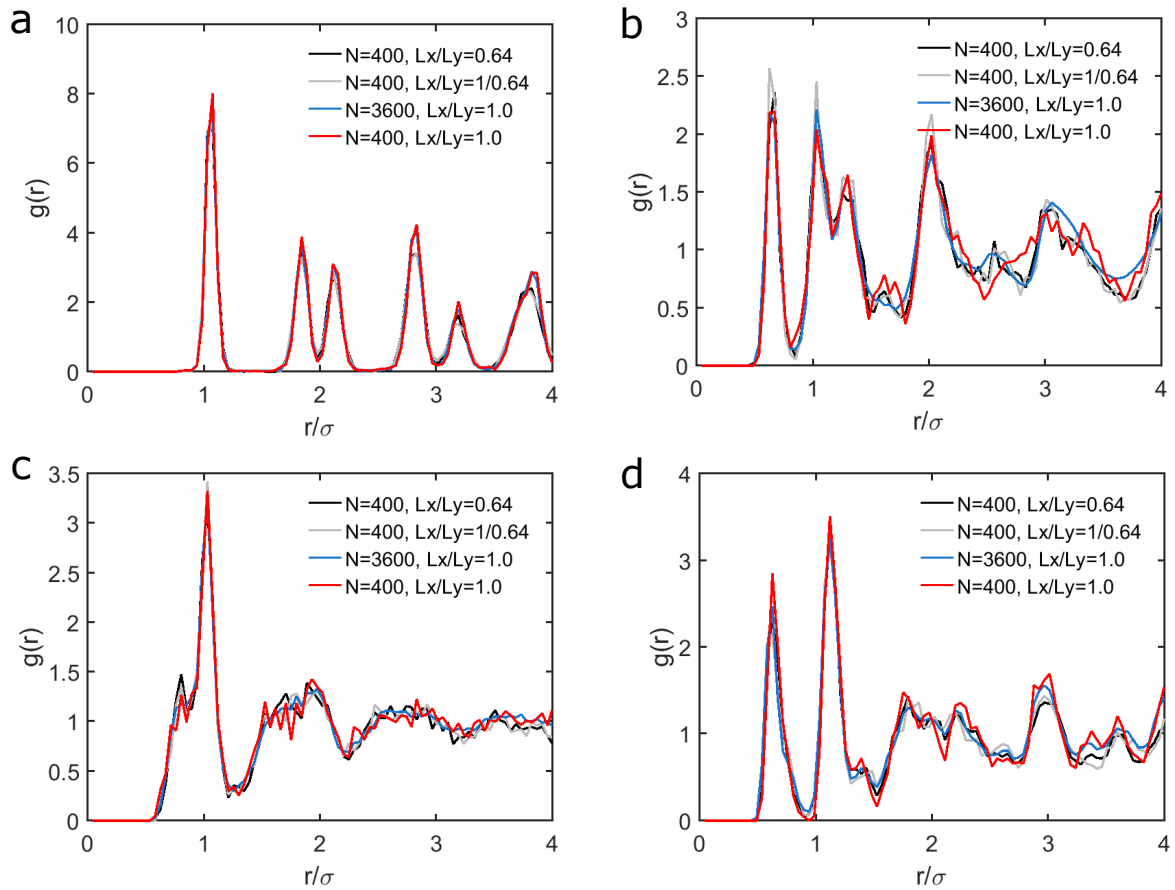 a
10
8
6
4
2
0
g(r)
N=400, Lx/Ly=0.64
N=400, Lx/Ly=1/0.64
N=3600, Lx/Ly=1.0
N=400, Lx/Ly=1.0
0 1 2 3 4
r/σ
b
3
2.5
2
1.5
1
0.5
0
g(r)
N=400, Lx/Ly=0.64
N=400, Lx/Ly=1/0.64
N=3600, Lx/Ly=1.0
N=400, Lx/Ly=1.0
0 1 2 3 4
r/σ
c
3.5
3
2.5
2
1.5
1
0.5
0
g(r)
N=400, Lx/Ly=0.64
N=400, Lx/Ly=1/0.64
N=3600, Lx/Ly=1.0
N=400, Lx/Ly=1.0
0 1 2 3 4
r/σ
d
4
3
2
1
0
g(r)
N=400, Lx/Ly=0.64
N=400, Lx/Ly=1/0.64
N=3600, Lx/Ly=1.0
N=400, Lx/Ly=1.0
0 1 2 3 4
r/σ